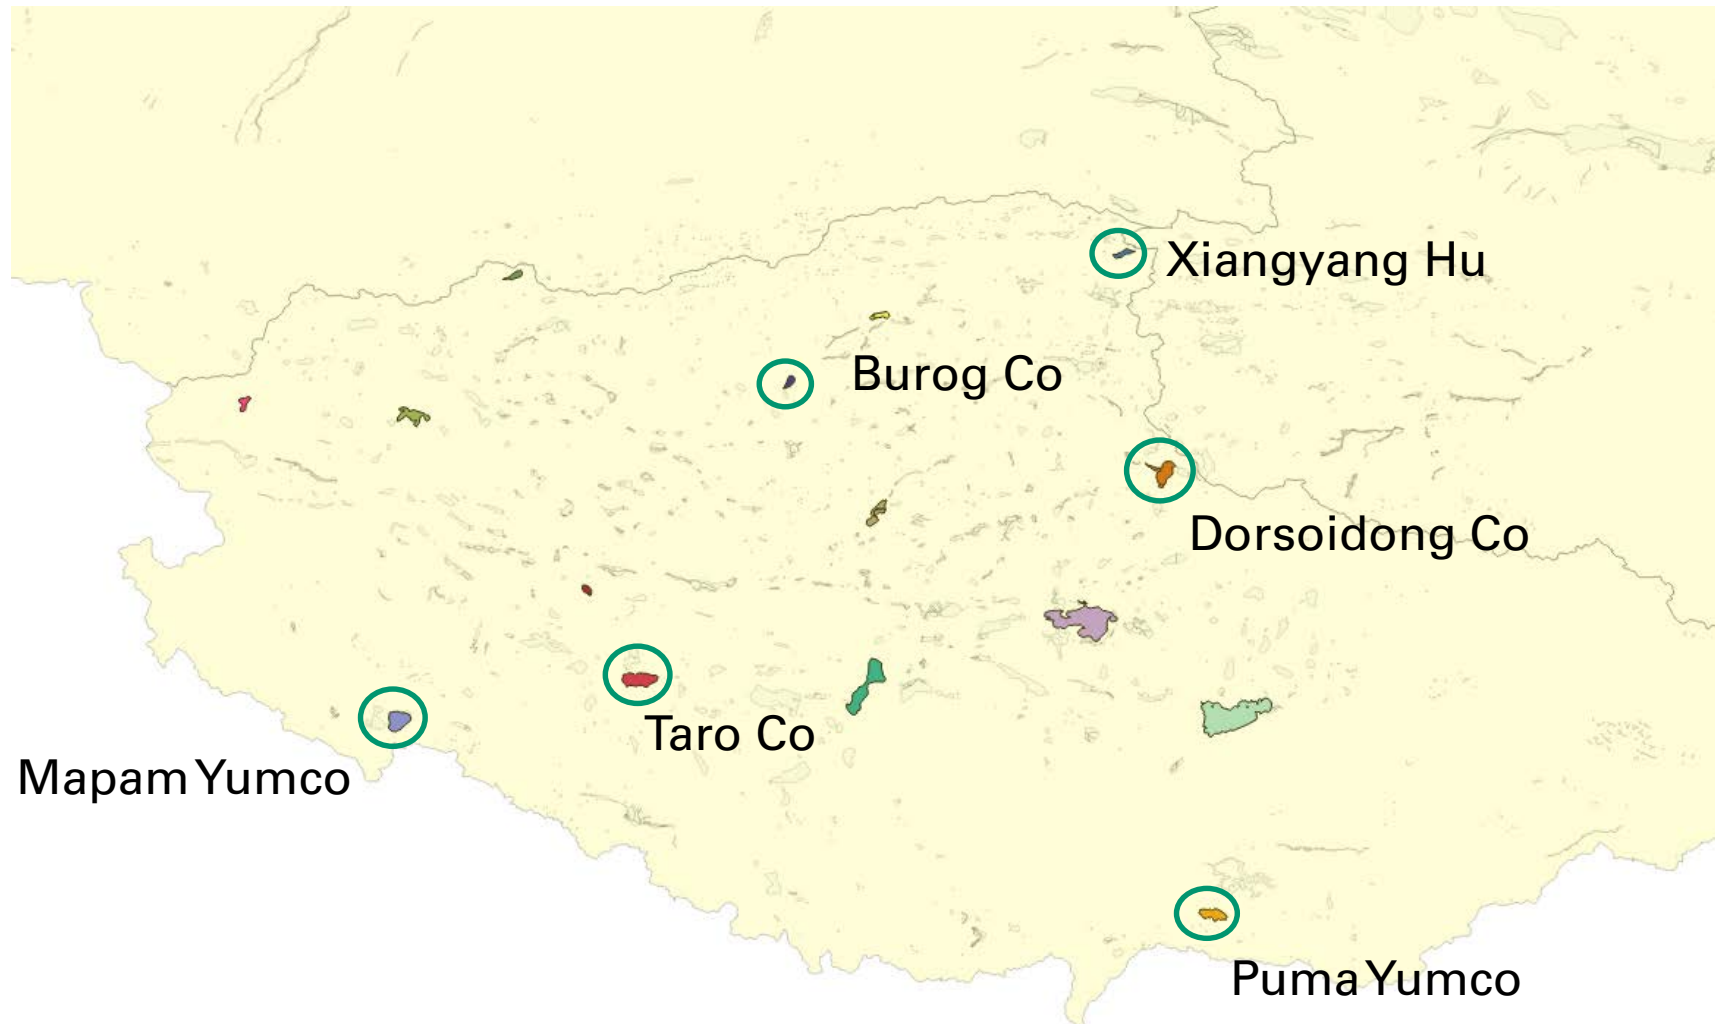 Xiangyang Hu
Burog Co
Dorsoidong Co
Taro Co
Mapam Yumco
Puma Yumco